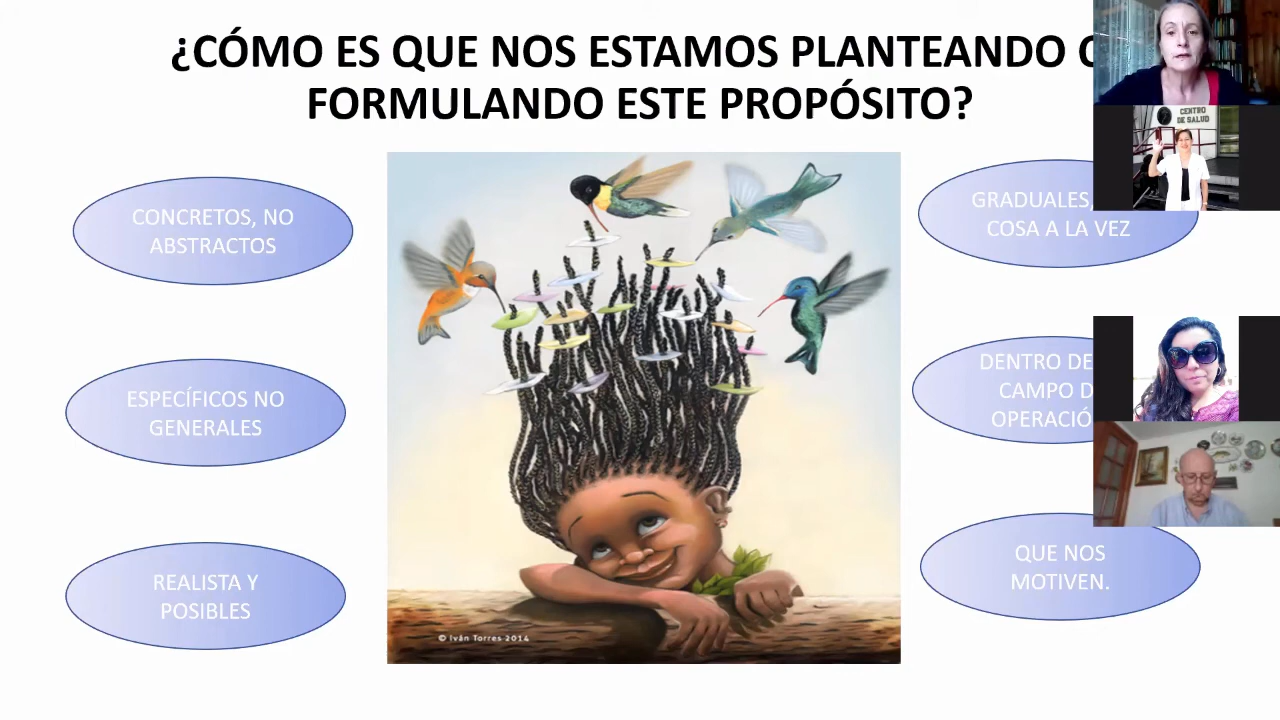 ¿CÓMO ES QUE NOS ESTAMOS PLANTEANDO
FORMULANDO ESTE PROPÓSITO?
CONCRETOS, NO
ABSTRACTOS
ESPECÍFICOS NO
GENERALES
REALISTA Y
POSIBLES
GRADUALES,
COSA A LA VEZ
DENTRO DE
CAMPO D
OPERACIÓ
QUE NOS
MOTIVEN.
© Iván Torres 2014
CENTRO
DE SALUD